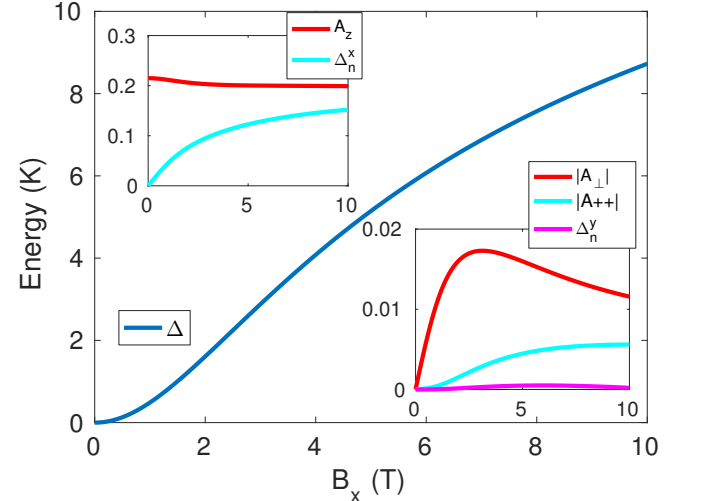 10
8
6
4
2
0
Energy (K)
0 2 4 6 8 10
B_x (T)
Δ
0.3
0.2
0.1
0
0 5 10
A_z
Δ_n^x
0.02
0.01
0
0 5 10
|A_⊥|
|A++|
Δ_n^y